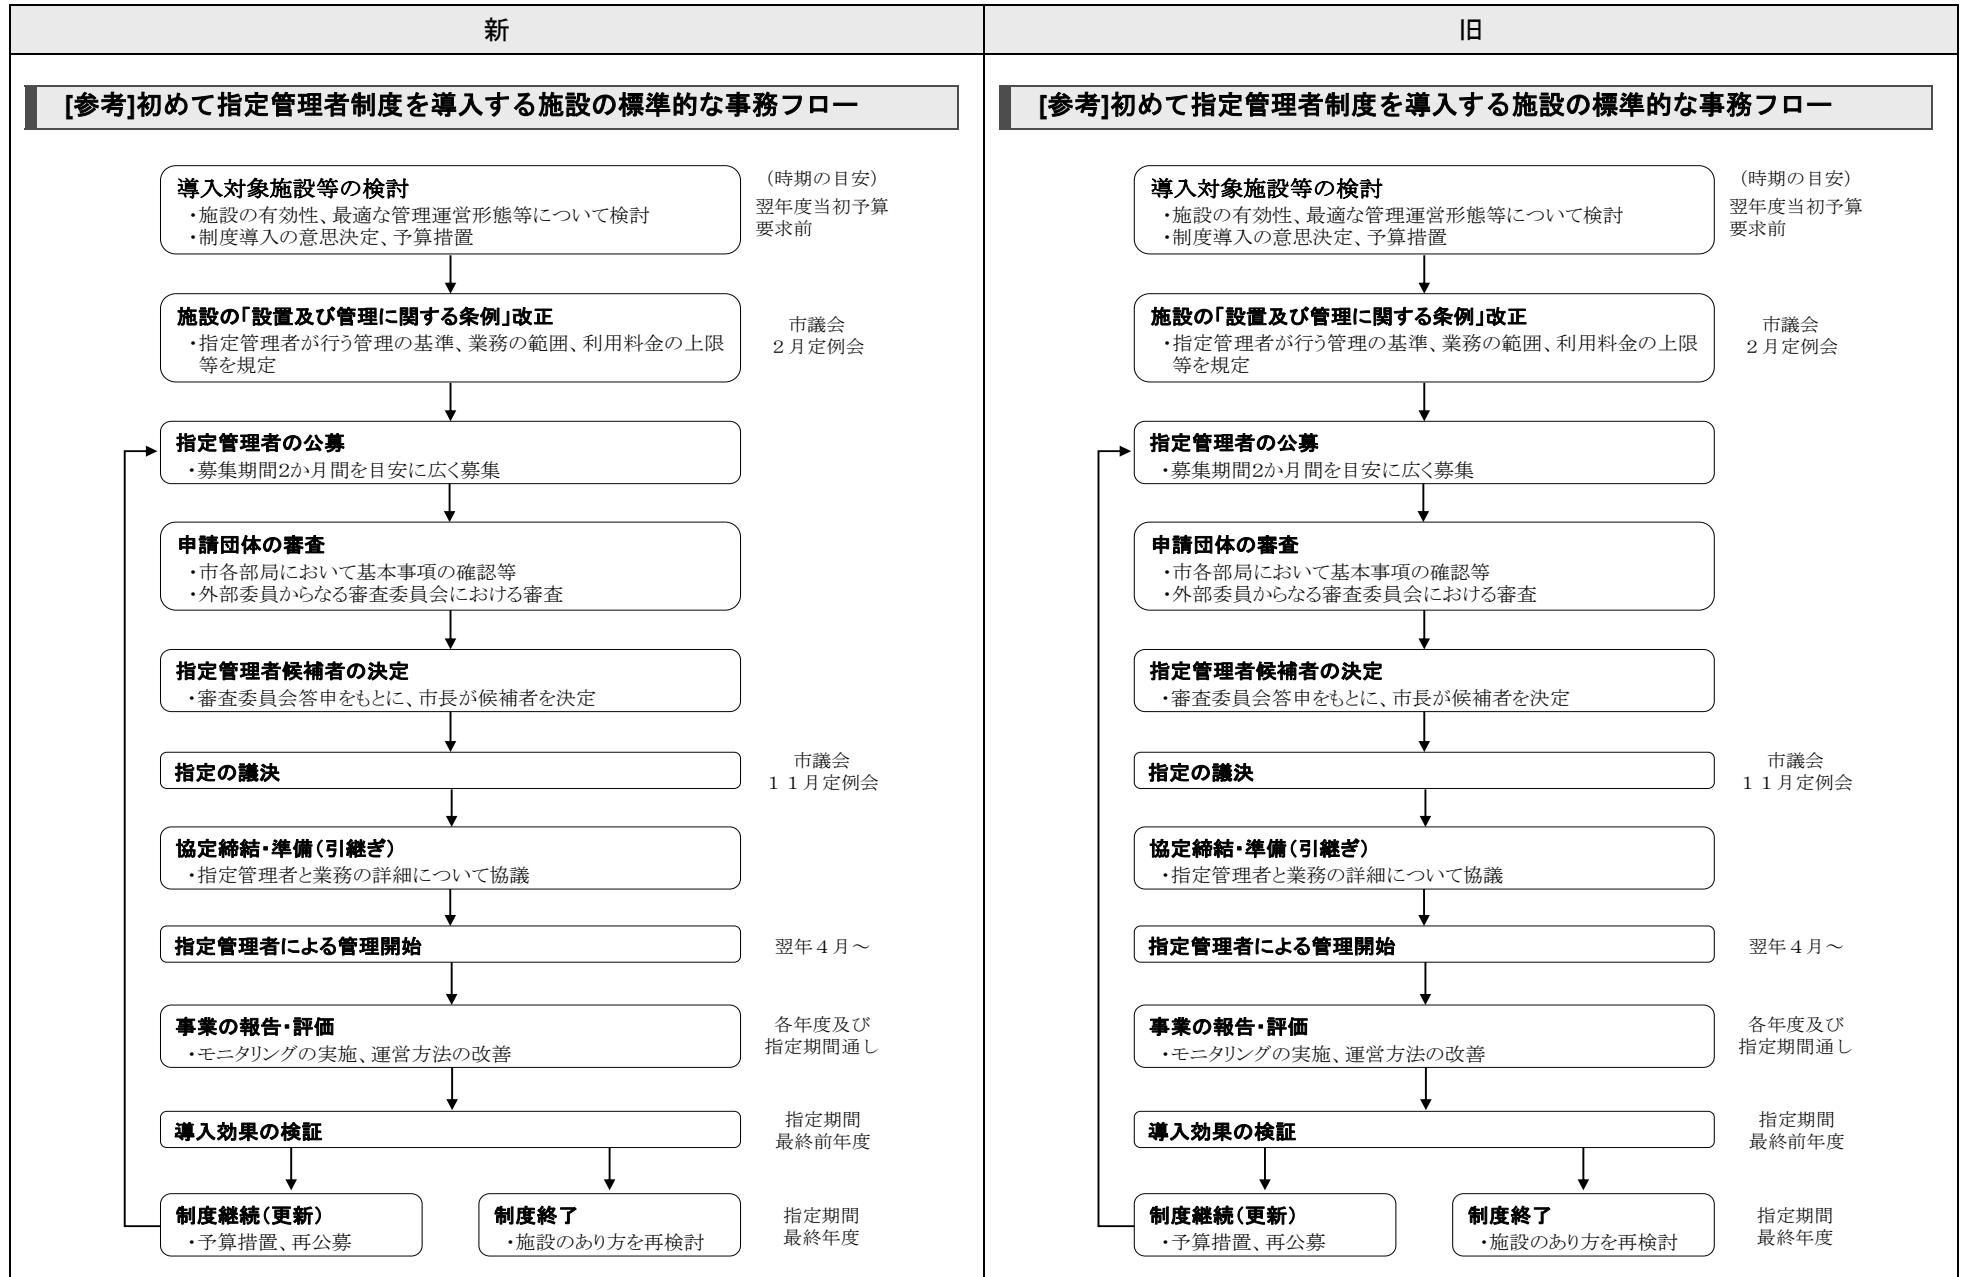 新
[参考]初めて指定管理者制度を導入する施設の標準的な事務フロー
導入対象施設等の検討
・施設の有効性、最適な管理運営形態等について検討
・制度導入の意思決定、予算措置
（時期の目安）
翌年度当初予算
要求前
施設の「設置及び管理に関する条例」改正
・指定管理者が行う管理の基準、業務の範囲、利用料金の上限
等を規定
市議会
２月定例会
指定管理者の公募
・募集期間2か月間を目安に広く募集
申請団体の審査
・市各部局において基本事項の確認等
・外部委員からなる審査委員会における審査
指定管理者候補者の決定
・審査委員会答申をもとに、市長が候補者を決定
指定の議決
市議会
１１月定例会
協定締結・準備（引継ぎ）
・指定管理者と業務の詳細について協議
指定管理者による管理開始
翌年４月～
事業の報告・評価
・モニタリングの実施、運営方法の改善
各年度及び
指定期間通し
導入効果の検証
指定期間
最終前年度
制度継続（更新）
・予算措置、再公募
制度終了
・施設のあり方を再検討
指定期間
最終年度
旧
[参考]初めて指定管理者制度を導入する施設の標準的な事務フロー
導入対象施設等の検討
・施設の有効性、最適な管理運営形態等について検討
・制度導入の意思決定、予算措置
（時期の目安）
翌年度当初予算
要求前
施設の「設置及び管理に関する条例」改正
・指定管理者が行う管理の基準、業務の範囲、利用料金の上限
等を規定
市議会
２月定例会
指定管理者の公募
・募集期間2か月間を目安に広く募集
申請団体の審査
・市各部局において基本事項の確認等
・外部委員からなる審査委員会における審査
指定管理者候補者の決定
・審査委員会答申をもとに、市長が候補者を決定
指定の議決
市議会
１１月定例会
協定締結・準備（引継ぎ）
・指定管理者と業務の詳細について協議
指定管理者による管理開始
翌年４月～
事業の報告・評価
・モニタリングの実施、運営方法の改善
各年度及び
指定期間通し
導入効果の検証
指定期間
最終前年度
制度継続（更新）
・予算措置、再公募
制度終了
・施設のあり方を再検討
指定期間
最終年度